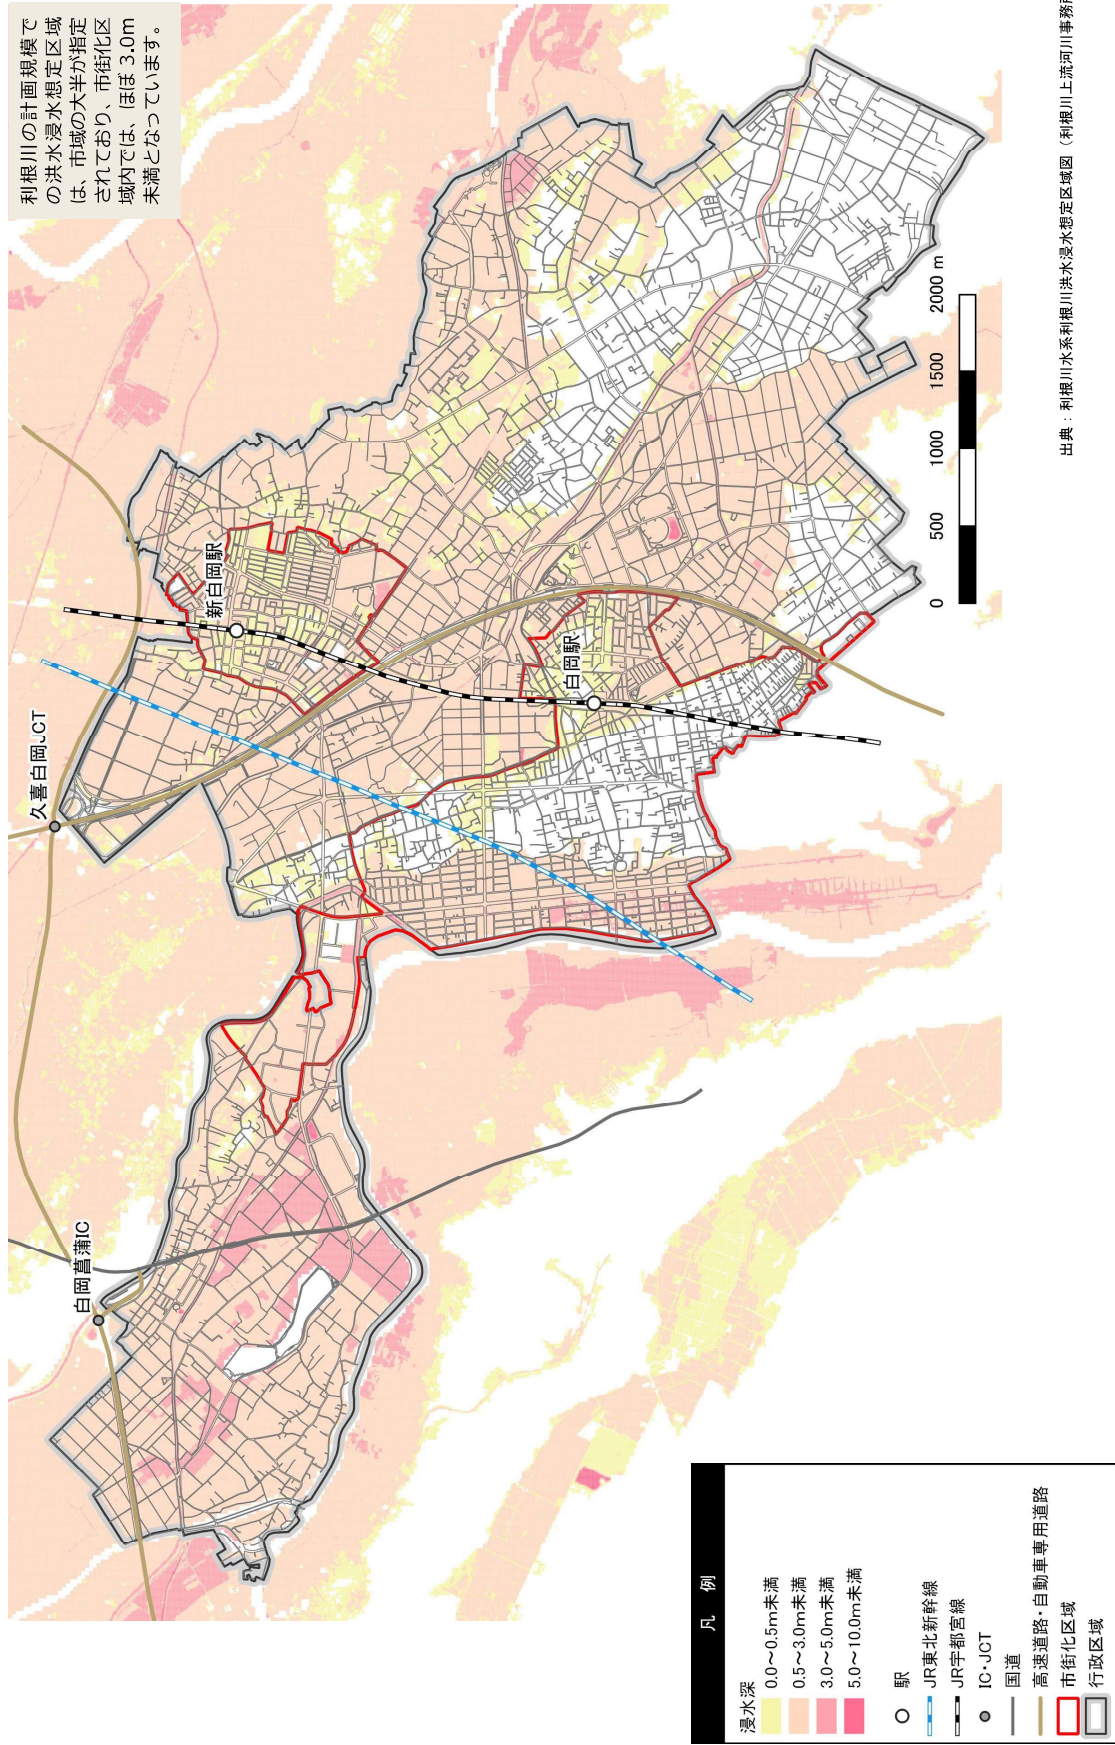 利根川の計画規模で
の洪水浸水想定区域
は、市域の大半が指定
されており、市街化区
域内では、ほぼ 3.0m
未満となっています。
久喜白岡JCT
新白岡駅
白岡駅
白岡菖蒲IC
0 500 1000 1500 2000 m
凡 例
浸水深
0.0～0.5m未満
0.5～3.0m未満
3.0～5.0m未満
5.0～10.0m未満
駅
JR東北新幹線
JR宇都宮線
IC・JCT
国道
高速道路・自動車専用道路
市街化区域
行政区域
出典：利根川水系利根川洪水浸水想定区域図（利根川上流河川事務所